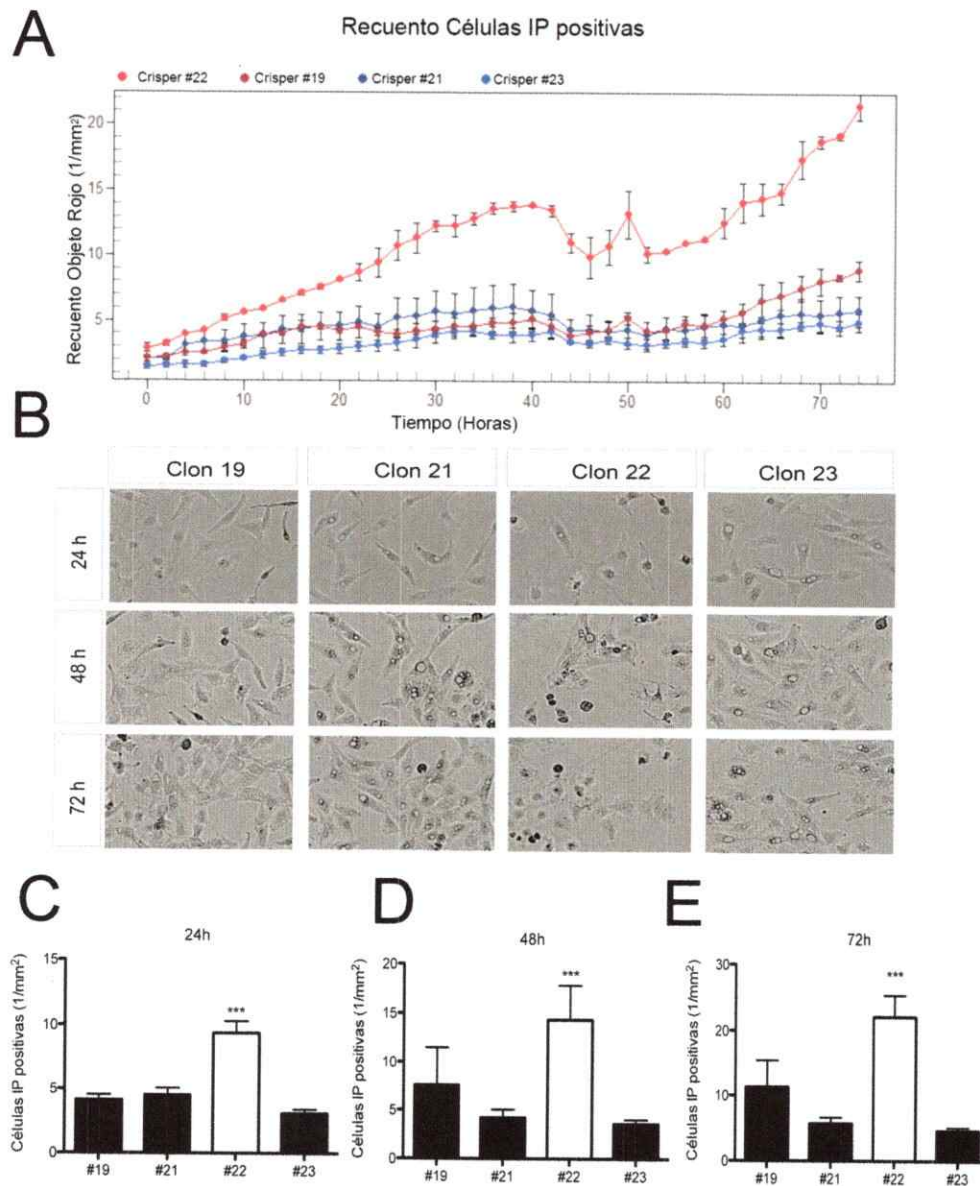 A
Recuento Células IP positivas
Crisper #22 Crisper #19 Crisper #21 Crisper #23
Recuento Objeto Rojo (1/mm²)
20
15
10
5
0 10 20 30 40 50 60 70
Tiempo (Horas)
B
Clon 19 Clon 21 Clon 22 Clon 23
24 h
48 h
72 h
C
24h
Células IP positivas (1/mm²)
15
10
5
0
***
#19 #21 #22 #23
D
48h
Células IP positivas (1/mm²)
20
15
10
5
0
***
#19 #21 #22 #23
E
72h
Células IP positivas (1/mm²)
30
20
10
0
***
#19 #21 #22 #23